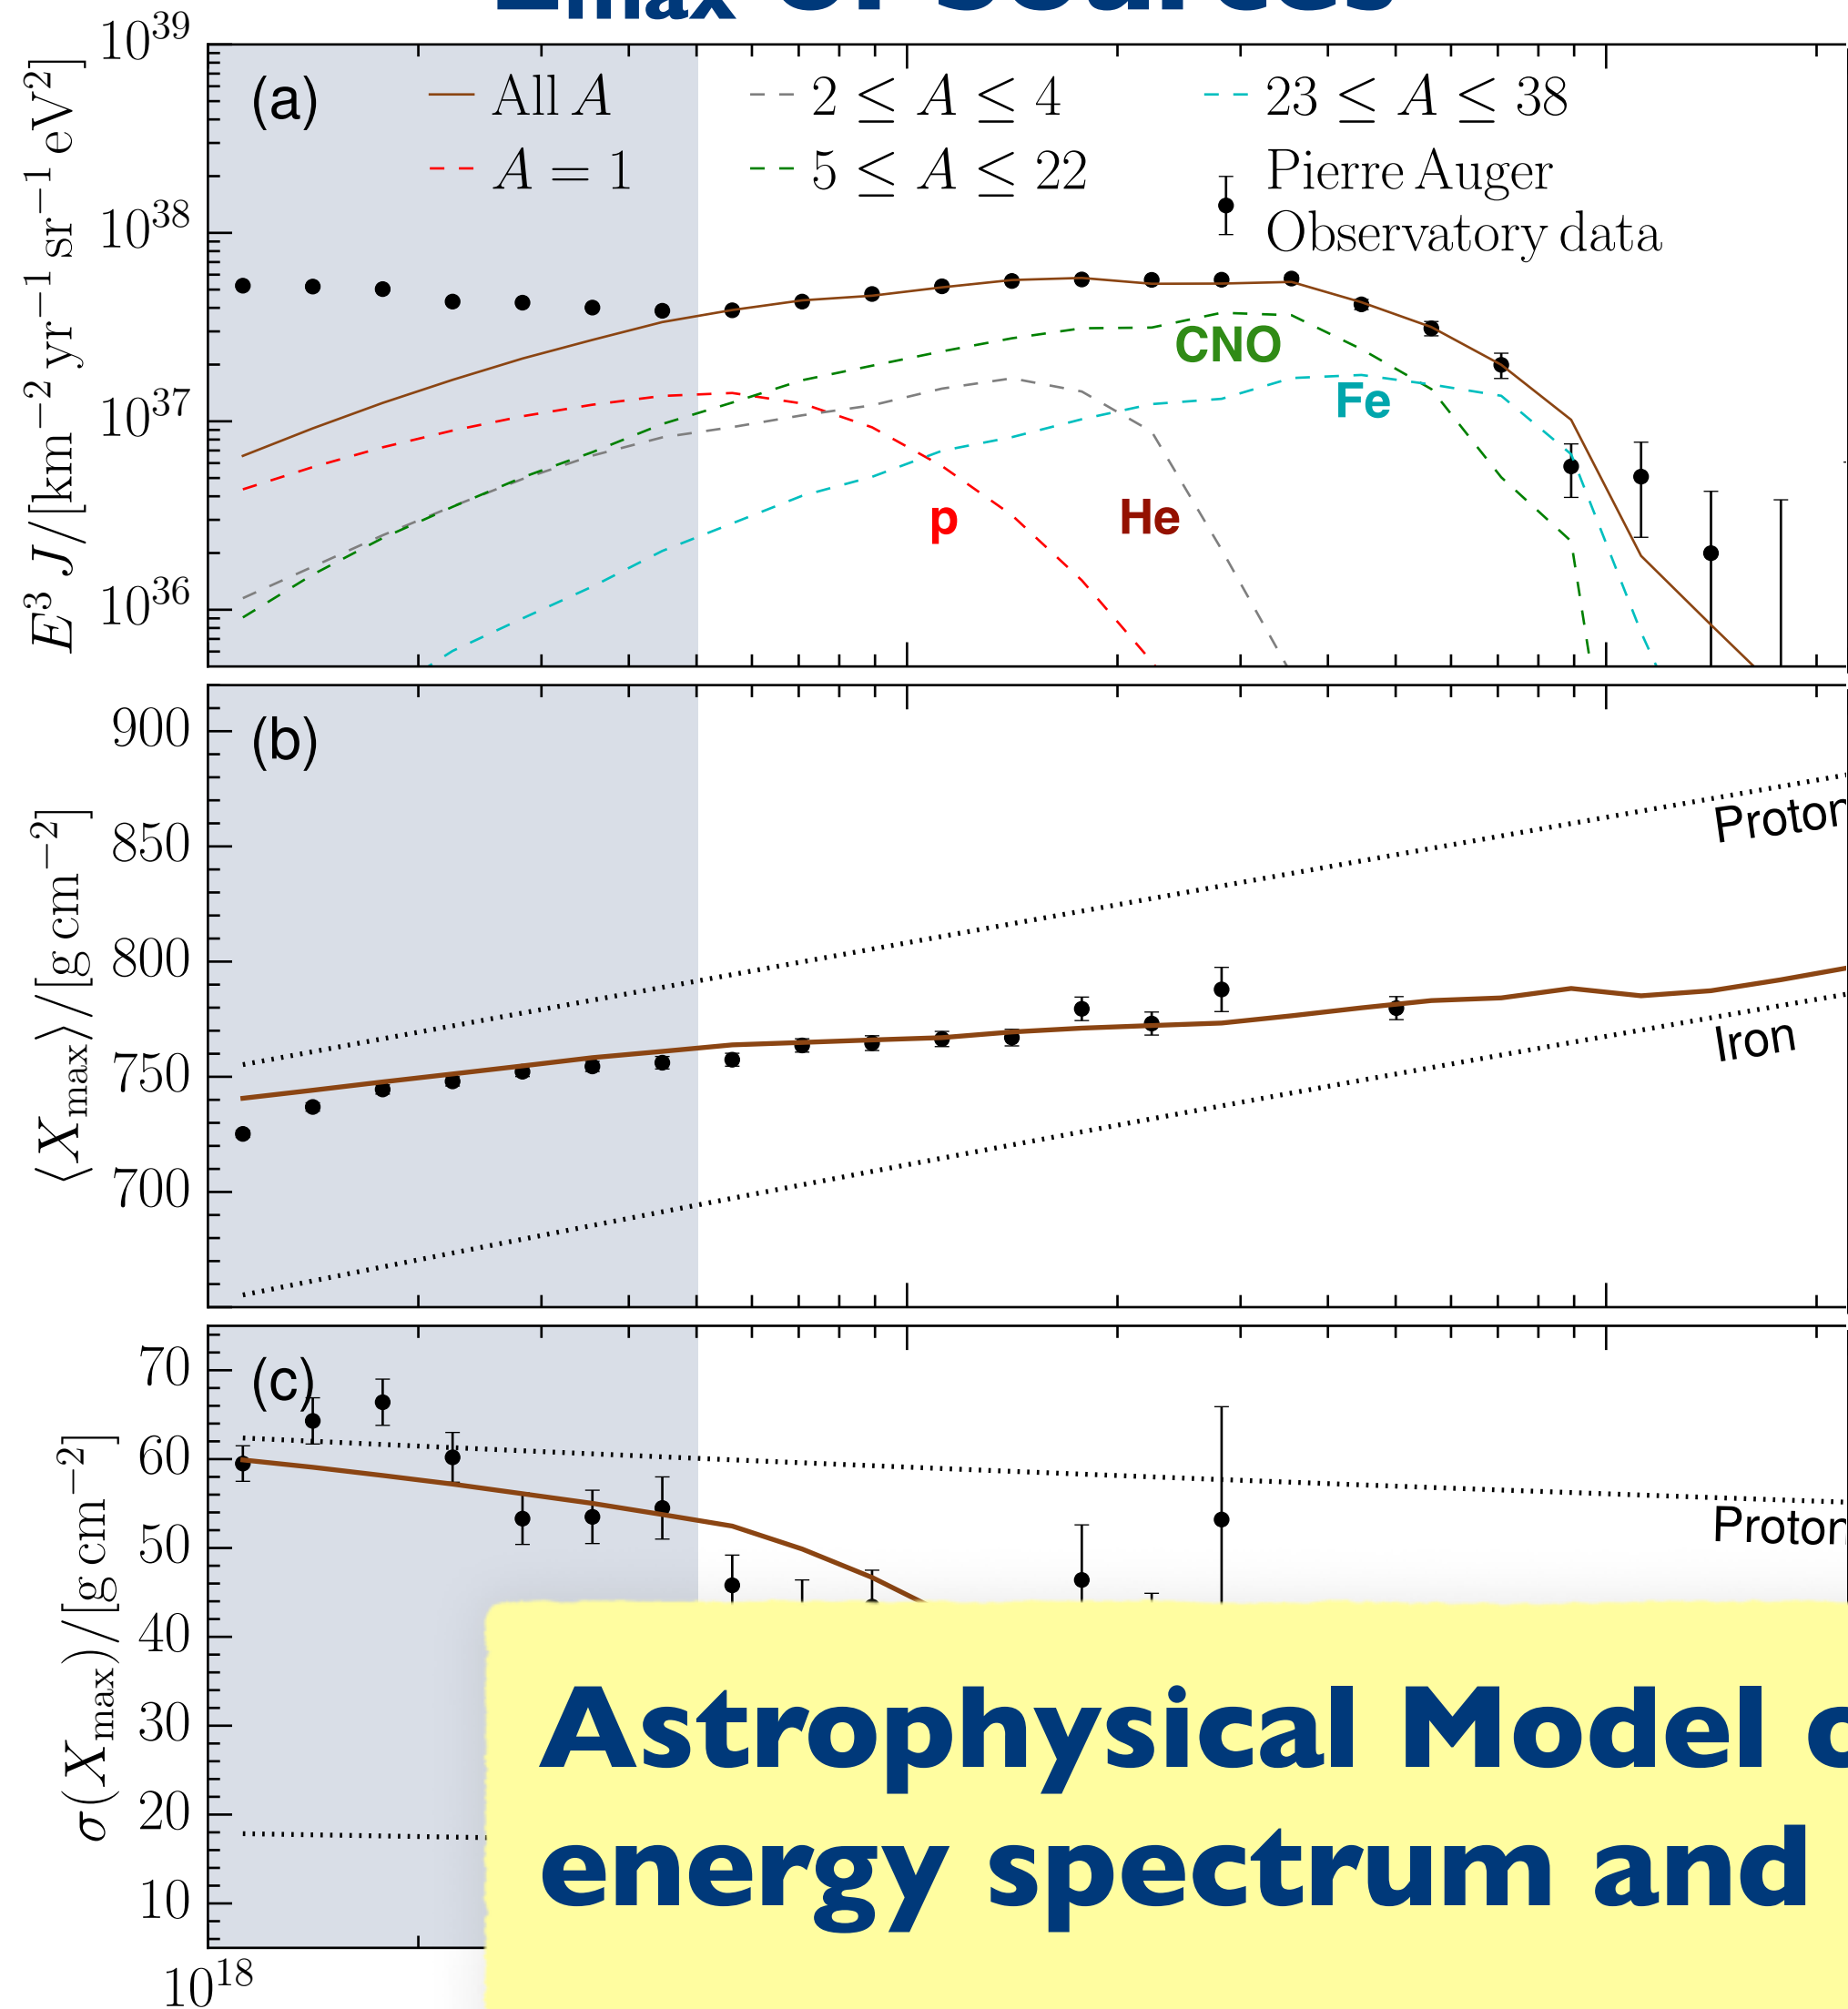 E_max of sources
10^39
E^3 J/[km^-2 yr^-1 sr^-1 eV^2]
(a)
All A
2 ≤ A ≤ 4
23 ≤ A ≤ 38
A = 1
5 ≤ A ≤ 22
Pierre Auger
Observatory data
10^38
10^37
10^36
CNO
Fe
p
He
(b)
⟨X_max⟩/[g cm^-2]
900
850
800
750
700
Proton
Iron
(c)
σ(X_max)/[g cm^-2]
70
60
50
40
30
20
10
Proton
10^18
Astrophysical Model
energy spectrum and